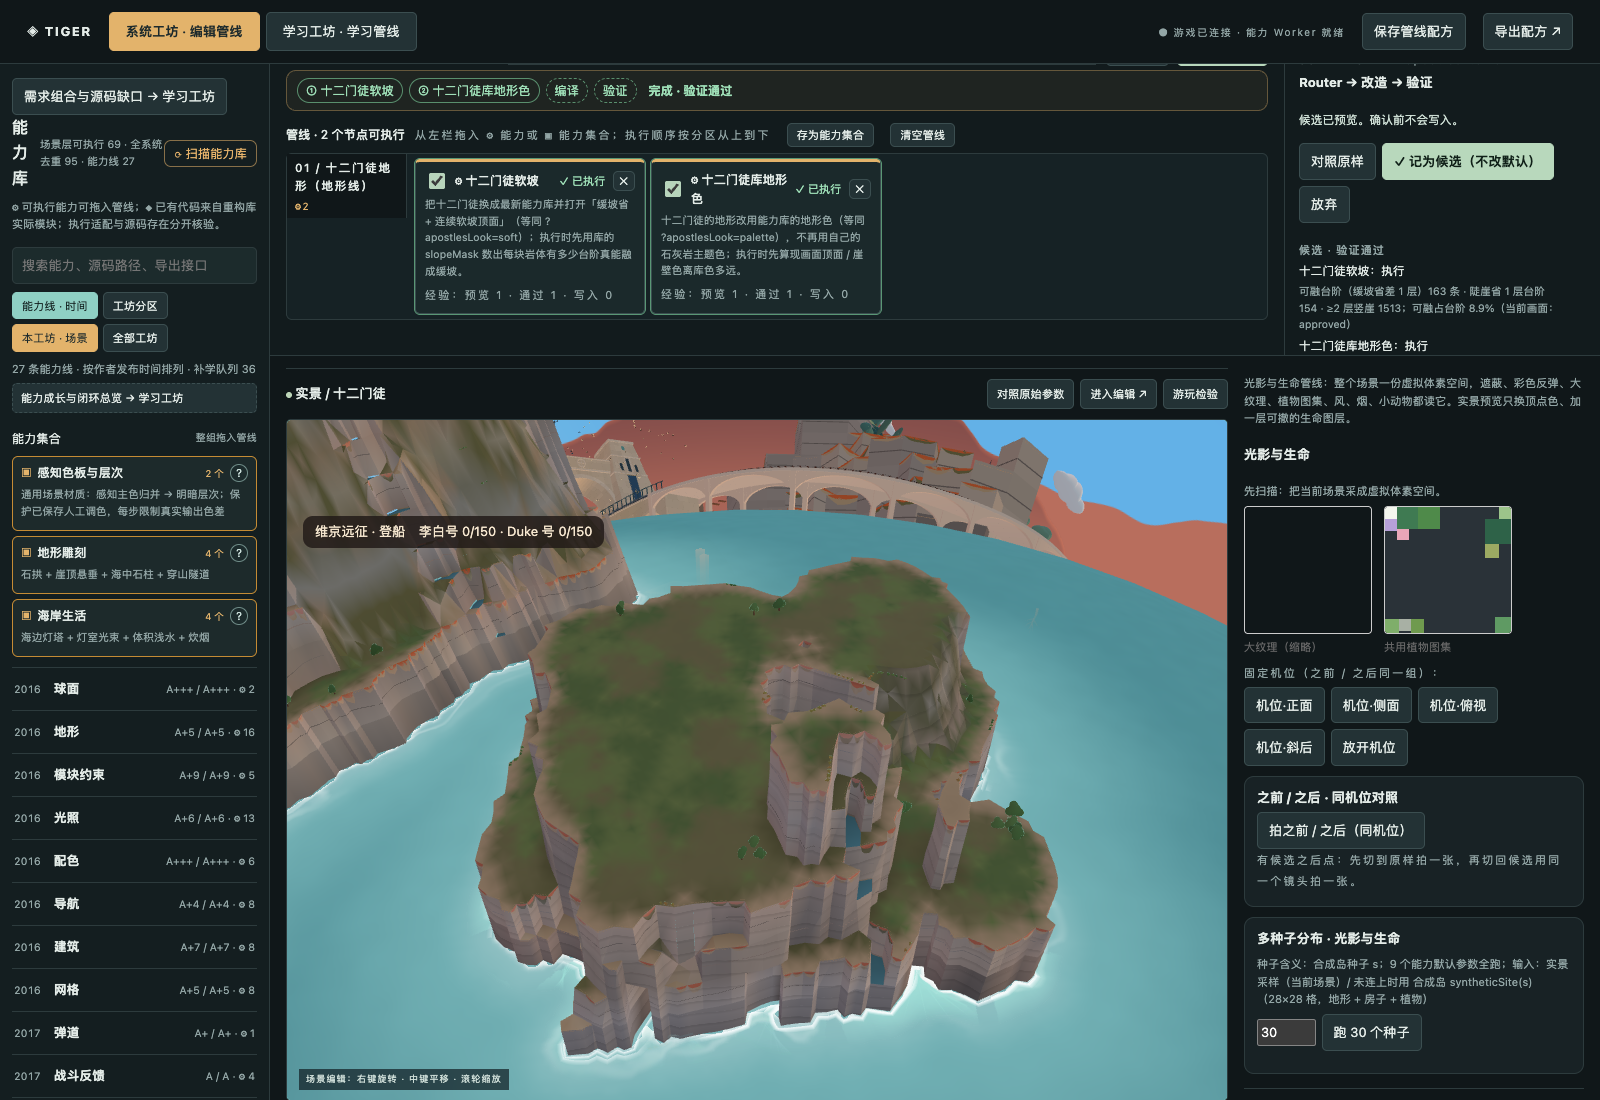 ◈ TIGER
系统工坊 · 编辑管线
学习工坊 · 学习管线
游戏已连接 · 能力 Worker 就绪
保存管线配方
导出配方 ↗
需求组合与源码缺口 → 学习工坊
能力库
场景层可执行 69 · 全系统
去重 95 · 能力线 27
⟳ 扫描能力库
⚙ 可执行能力可拖入管线；◆ 已有代码来自重构库
实际模块；执行适配与源码存在分开核验。
搜索能力、源码路径、导出接口
能力线 · 时间
工坊分区
本工坊 · 场景
全部工坊
27 条能力线 · 按作者发布时间排列 · 补学队列 36
能力成长与闭环总览 → 学习工坊
能力集合
整组拖入管线
▣ 感知色板与层次 2 个 ?
通用场景材质：感知主色归并 → 明暗层次；保
护已保存人工调色，每步限制真实输出色差
▣ 地形雕刻 4 个 ?
石拱 + 崖顶悬垂 + 海中石柱 + 穿山隧道
▣ 海岸生活 4 个 ?
海边灯塔 + 灯室光束 + 体积浅水 + 炊烟
2016 球面 A+++ / A+++ · ⚙ 2
2016 地形 A+5 / A+5 · ⚙ 16
2016 模块约束 A+9 / A+9 · ⚙ 5
2016 光照 A+6 / A+6 · ⚙ 13
2016 配色 A+++ / A+++ · ⚙ 6
2016 导航 A+4 / A+4 · ⚙ 8
2016 建筑 A+7 / A+7 · ⚙ 8
2016 网格 A+5 / A+5 · ⚙ 8
2017 弹道 A+ / A+ · ⚙ 1
2017 战斗反馈 A / A · ⚙ 4
① 十二门徒软坡
② 十二门徒库地形色
编译
验证
完成 · 验证通过
管线 · 2 个节点可执行
从左栏拖入 ⚙ 能力或 ▣ 能力集合；执行顺序按分区从上到下
存为能力集合
清空管线
01 / 十二门徒地
形（地形线）
⚙2
⚙ 十二门徒软坡 ✓ 已执行 ✕
把十二门徒换成最新能力库并打开「缓坡省
+ 连续软坡顶面」（等同 ?
apostlesLook=soft）；执行时先用库的
slopeMask 数出每块岩体有多少台阶真能融
成缓坡。
经验：预览 1 · 通过 1 · 写入 0
⚙ 十二门徒库地形
色
✓ 已执行 ✕
十二门徒的地形改用能力库的地形色（等同
?apostlesLook=palette），不再用自己的
石灰岩主题色；执行时先算现画面顶面 / 崖
壁色离库色多远。
经验：预览 1 · 通过 1 · 写入 0
Router → 改造 → 验证
候选已预览。确认前不会写入。
对照原样
✓ 记为候选（不改默认）
放弃
候选 · 验证通过
十二门徒软坡：执行
可融台阶（缓坡省差 1 层）163 条 · 陡崖省 1 层台阶
154 · ≥2 层竖崖 1513；可融占台阶 8.9%（当前画面：
approved）
十二门徒库地形色：执行
实景 / 十二门徒
对照原始参数
进入编辑 ↗
游玩检验
维京远征 · 登船 李白号 0/150 · Duke 号 0/150
场景编辑：右键旋转 · 中键平移 · 滚轮缩放
光影与生命管线：整个场景一份虚拟体素空间，遮蔽、彩色反弹、大
纹理、植物图集、风、烟、小动物都读它。实景预览只换顶点色、加
一层可撤的生命图层。
光影与生命
先扫描：把当前场景采成虚拟体素空间。
大纹理（缩略）
共用植物图集
固定机位（之前 / 之后同一组）：
机位·正面
机位·侧面
机位·俯视
机位·斜后
放开机位
之前 / 之后 · 同机位对照
拍之前 / 之后（同机位）
有候选之后点：先切到原样拍一张，再切回候选用同
一个镜头拍一张。
多种子分布 · 光影与生命
种子含义：合成岛种子 s；9 个能力默认参数全跑；输入：实景
采样（当前场景）/ 未连上时用 合成岛 syntheticSite(s)
（28×28 格，地形 + 房子 + 植物）
30
跑 30 个种子